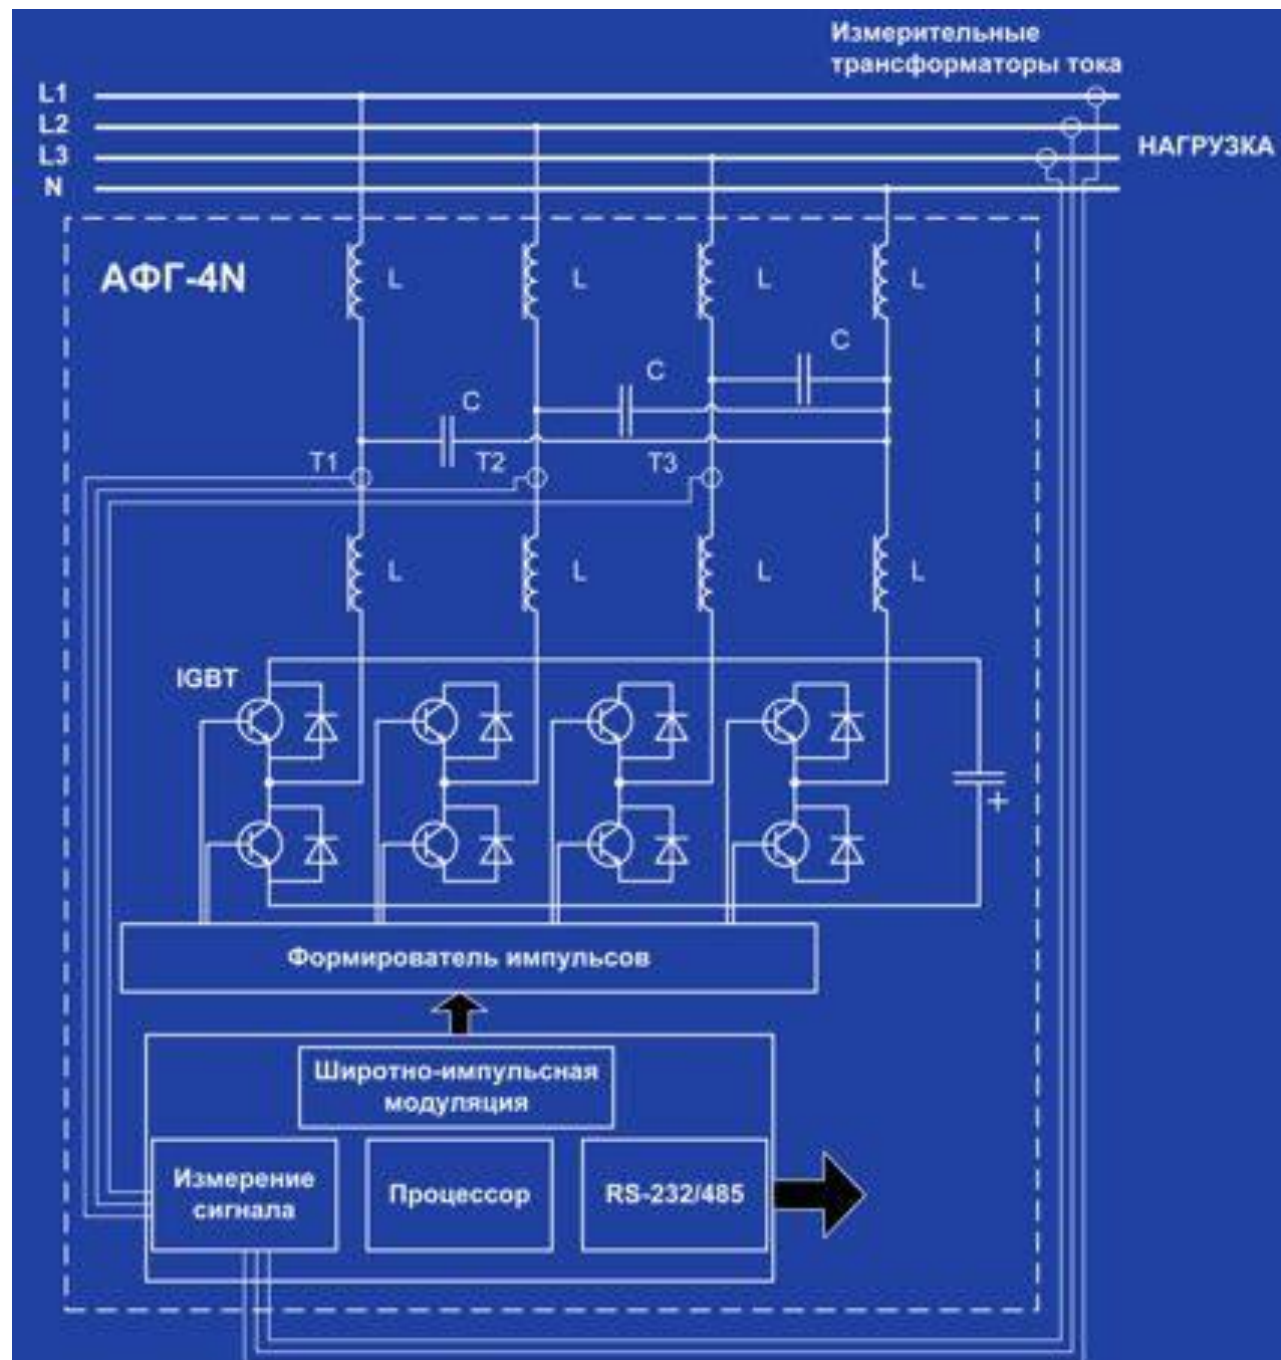 Измерительные
трансформаторы тока
L1
L2
L3
N
НАГРУЗКА
АФГ-4N
L
L
L
L
C
C
C
T1
T2
T3
L
L
L
L
IGBT
+
Формирователь импульсов
Широтно-импульсная
модуляция
Измерение
сигнала
Процессор
RS-232/485